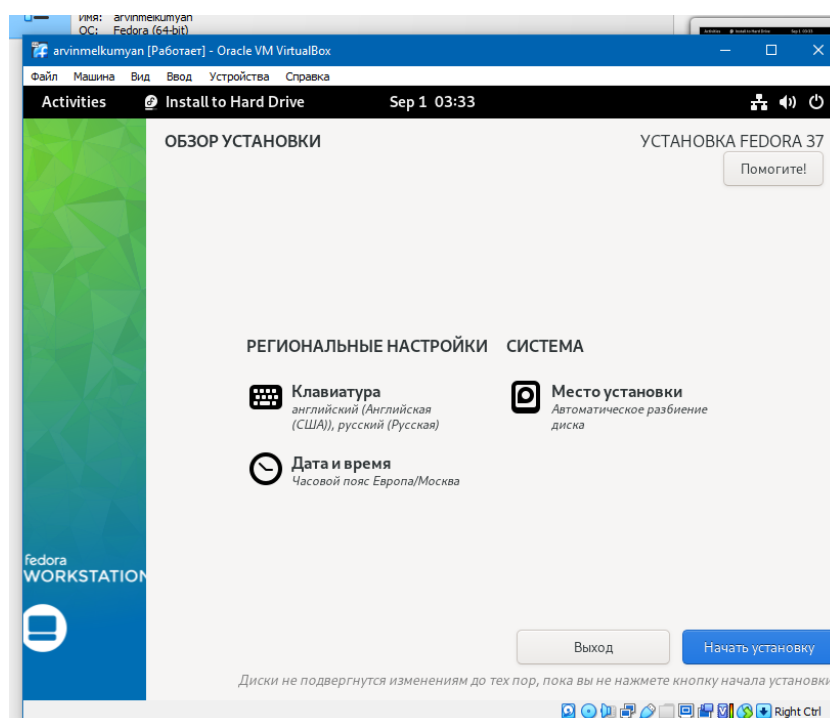 Имя: arvinmelkumyan
ОС: Fedora (64-bit)
arvinmelkumyan [Работает] - Oracle VM VirtualBox
Файл Машина Вид Ввод Устройства Справка
Activities Install to Hard Drive Sep 1 03:33
ОБЗОР УСТАНОВКИ
УСТАНОВКА FEDORA 37
Помогите!
РЕГИОНАЛЬНЫЕ НАСТРОЙКИ
Клавиатура
английский (Английская
(США)), русский (Русская)
Дата и время
Часовой пояс Европа/Москва
СИСТЕМА
Место установки
Автоматическое разбиение
диска
fedora
WORKSTATION
Выход
Начать установку
Диски не подвергнутся изменениям до тех пор, пока вы не нажмете кнопку начала установки
Right Ctrl